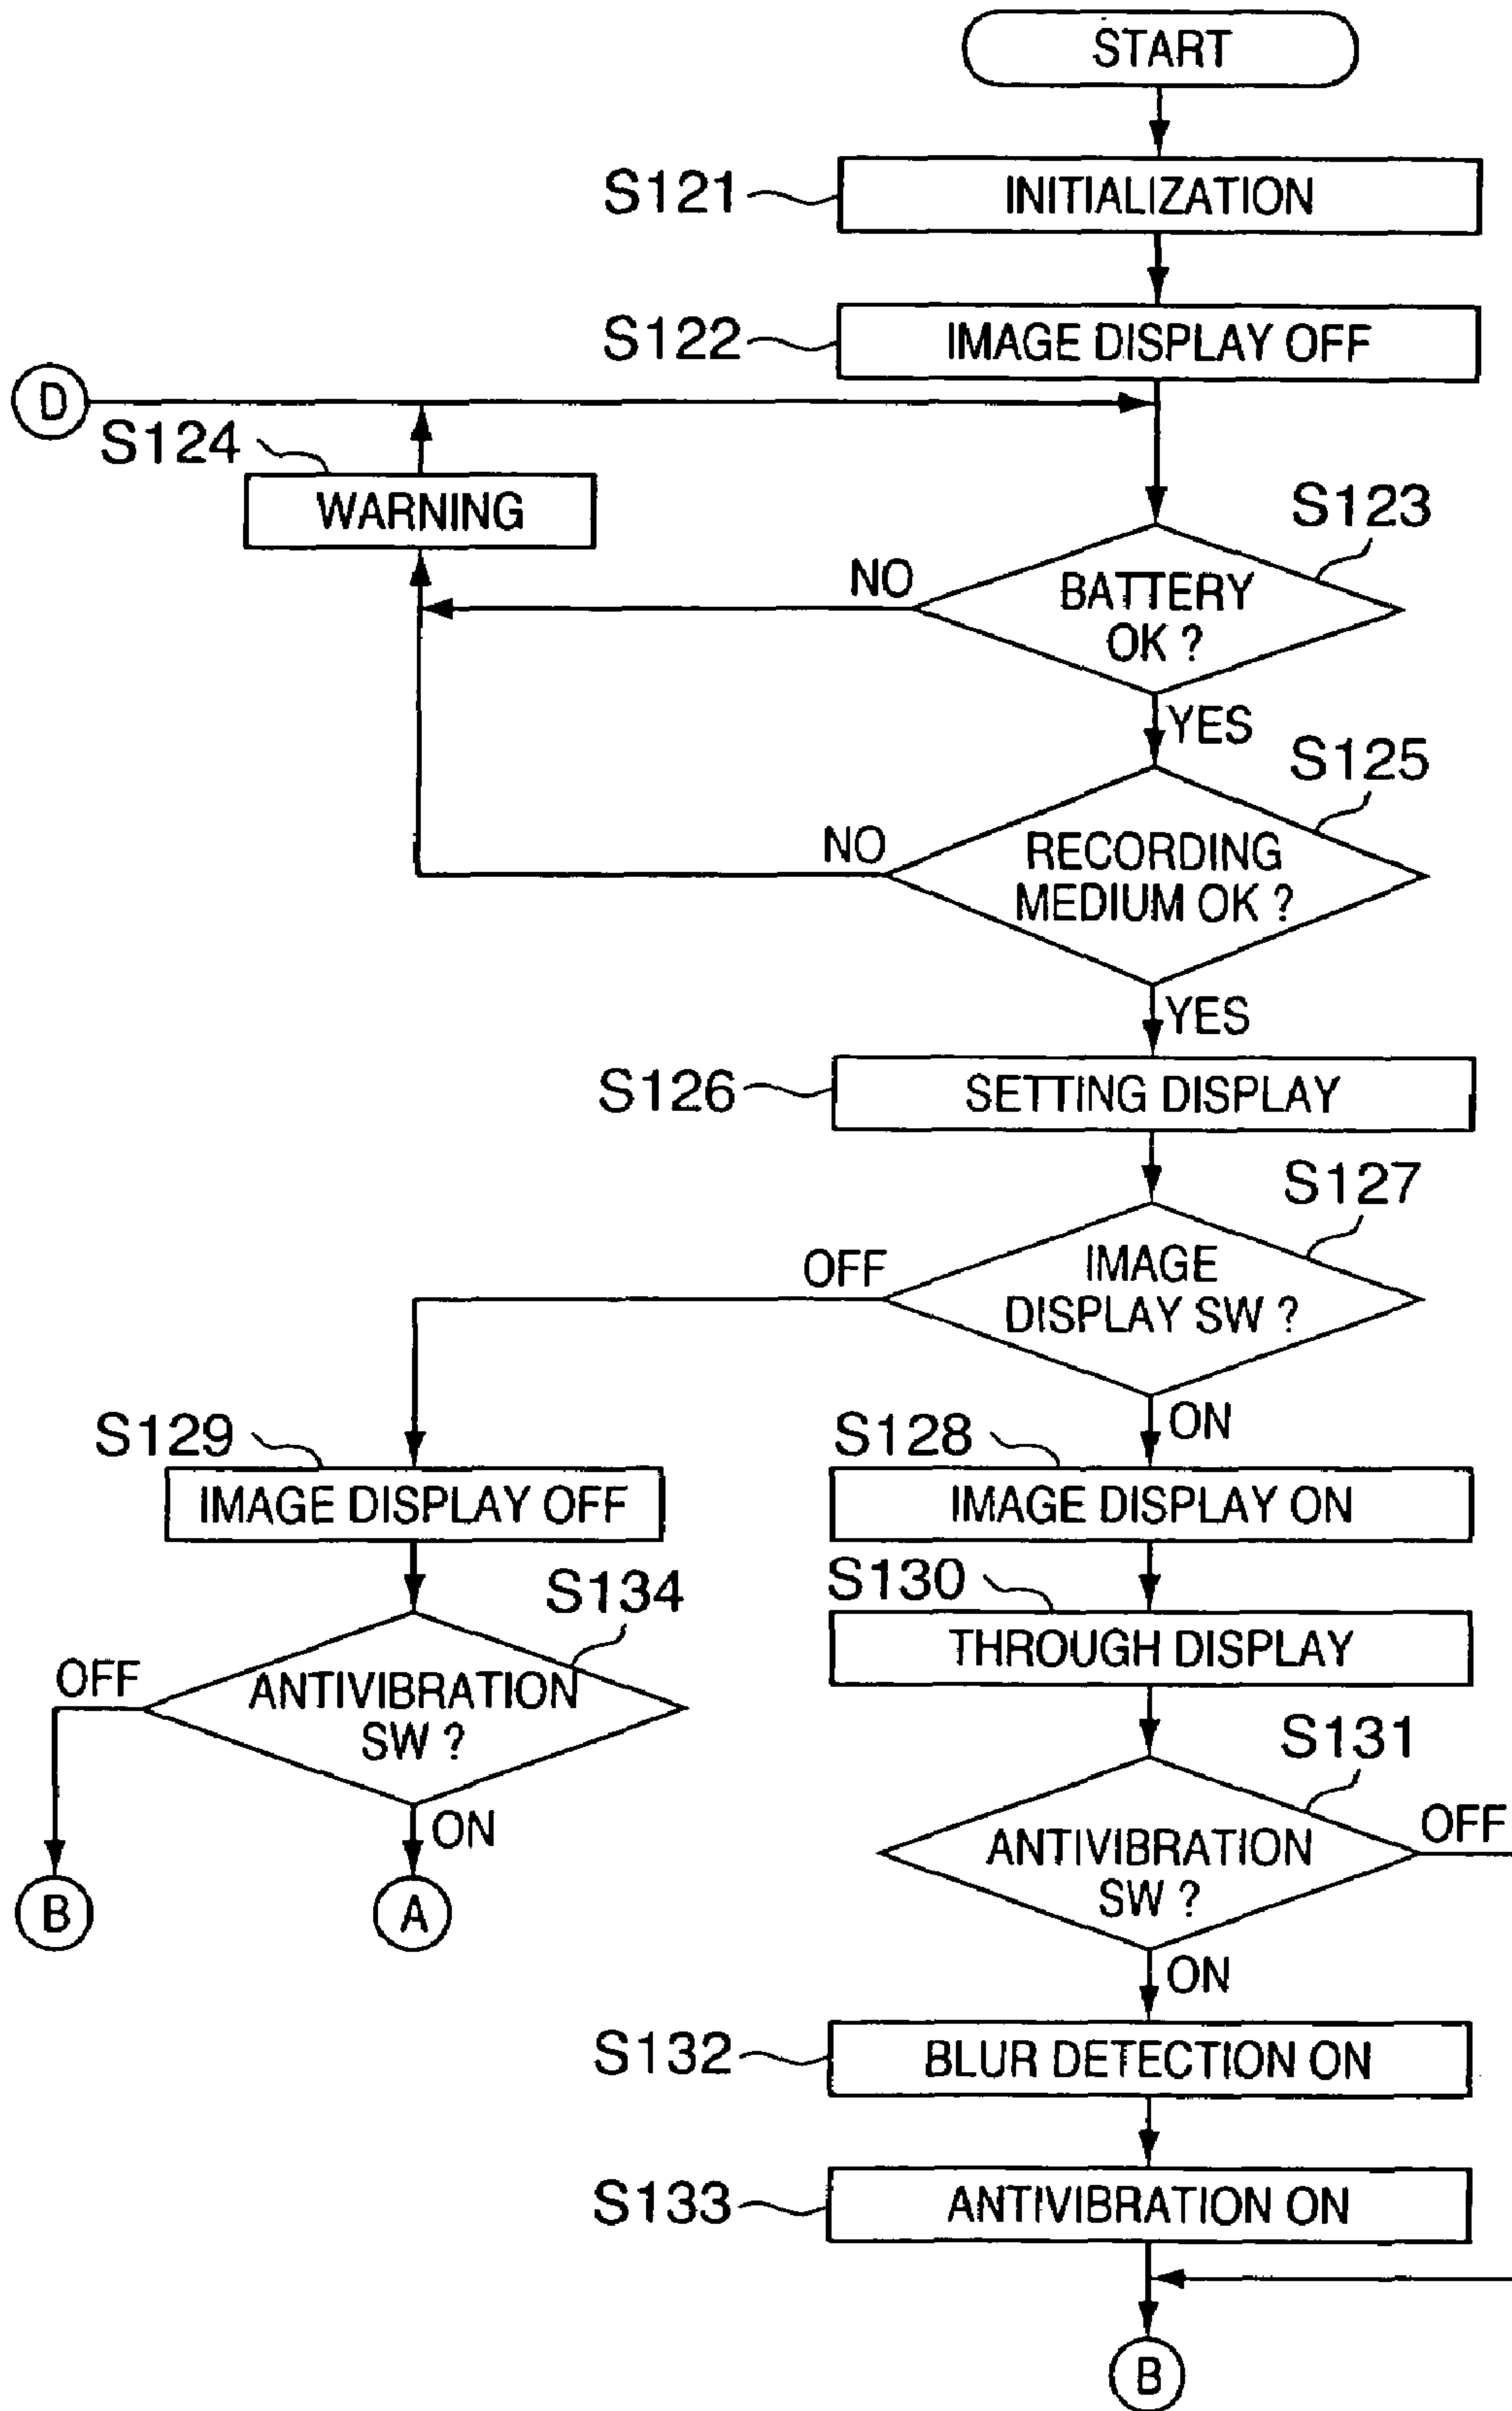 START
S121
INITIALIZATION
S122
IMAGE DISPLAY OFF
D
S124
WARNING
S123
NO
BATTERY
OK ?
YES
S125
NO
RECORDING
MEDIUM OK ?
YES
S126
SETTING DISPLAY
S127
OFF
IMAGE
DISPLAY SW ?
ON
S129
IMAGE DISPLAY OFF
S128
IMAGE DISPLAY ON
S134
OFF
ANTIVIBRATION
SW ?
ON
B
A
S130
THROUGH DISPLAY
S131
OFF
ANTIVIBRATION
SW ?
ON
S132
BLUR DETECTION ON
S133
ANTIVIBRATION ON
B